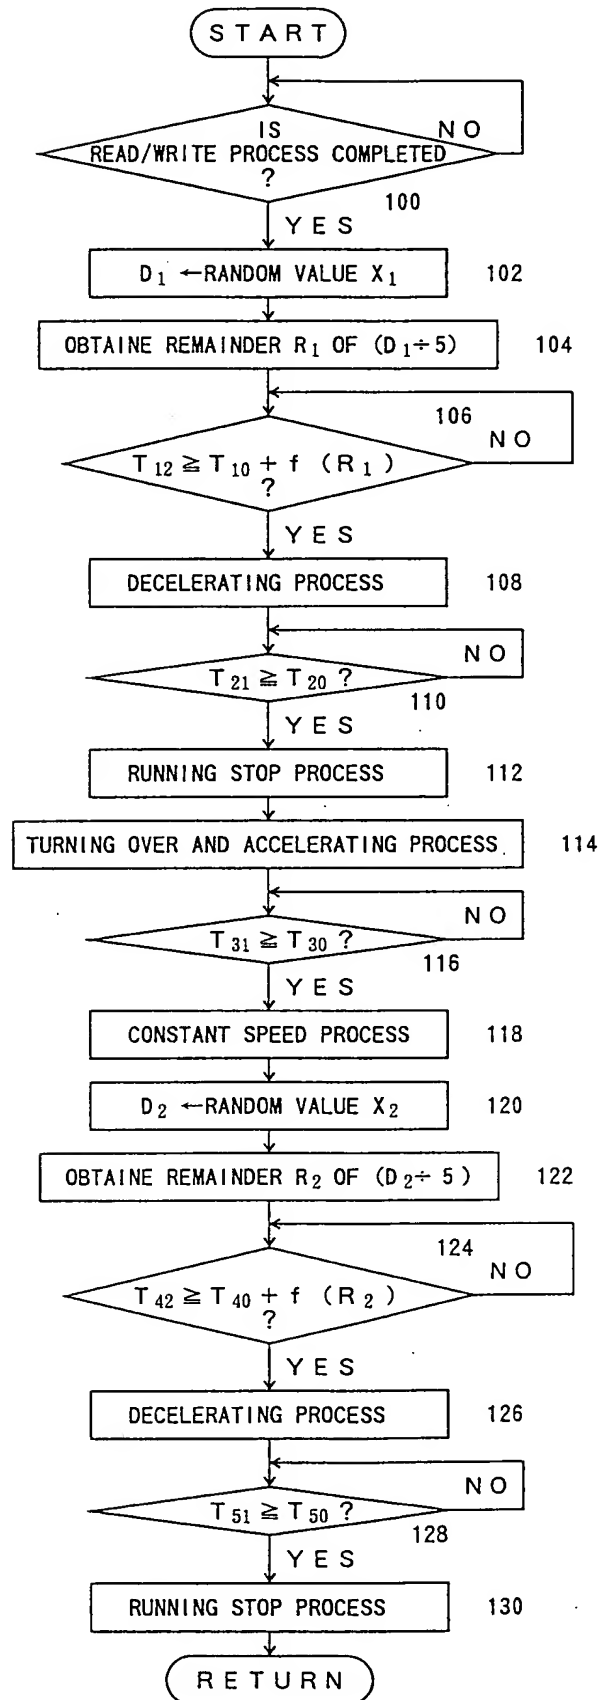 START
IS
NO
READ/WRITE PROCESS COMPLETED
?
100
YES
D₁ ←RANDOM VALUE X₁ 102
OBTAINE REMAINDER R₁ OF (D₁÷5) 104
106
NO
T₁₂ ≧ T₁₀ + f (R₁)
?
YES
DECELERATING PROCESS 108
NO
T₂₁ ≧ T₂₀ ?
110
YES
RUNNING STOP PROCESS 112
TURNING OVER AND ACCELERATING PROCESS 114
NO
T₃₁ ≧ T₃₀ ?
116
YES
CONSTANT SPEED PROCESS 118
D₂ ←RANDOM VALUE X₂ 120
OBTAINE REMAINDER R₂ OF (D₂÷ 5 ) 122
124
NO
T₄₂ ≧ T₄₀ + f (R₂)
?
YES
DECELERATING PROCESS 126
NO
T₅₁ ≧ T₅₀ ?
128
YES
RUNNING STOP PROCESS 130
RETURN